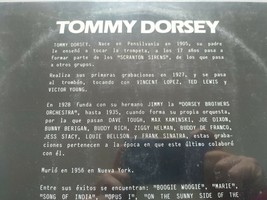 TOMMY DORSEY
TOMMY DORSEY. Nace en Pensilvania en 1905, su padre
le enseñó a tocar la trompeta, a los 17 años pasa a
formar parte de los "SCRANTON SIRENS", de los que pasa
a otros grupos.
Realiza sus primeras grabaciones en 1927, y se pasa
al trombón, tocando con VINCENT LOPEZ, TED LEWIS y
VICTOR YOUNG.
En 1928 funda con su hermano JIMMY la "DORSEY BROTHERS
ORCHESTRA", hasta 1935, cuando forma su propia orquesta,
por la que pasan DAVE TOUGH, MAX KAMINSKI, JOE DIXON,
BUNNY BERIGAN, BUDDY RICH, ZIGGY HELMAN, BUDDY DE FRANCO,
JESS STACY, LOUIE BELLSON, y FRANK SINATRA, estas graba-
ciones pertenecen a la época en que este último colaboró
con él.
Murió en 1956 en Nueva York.
Entre sus éxitos se encuentran: "BOOGIE WOOGIE", "MARIE",
"SONG OF INDIA", "OPUS 1", "ON THE SUNNY SIDE OF THE